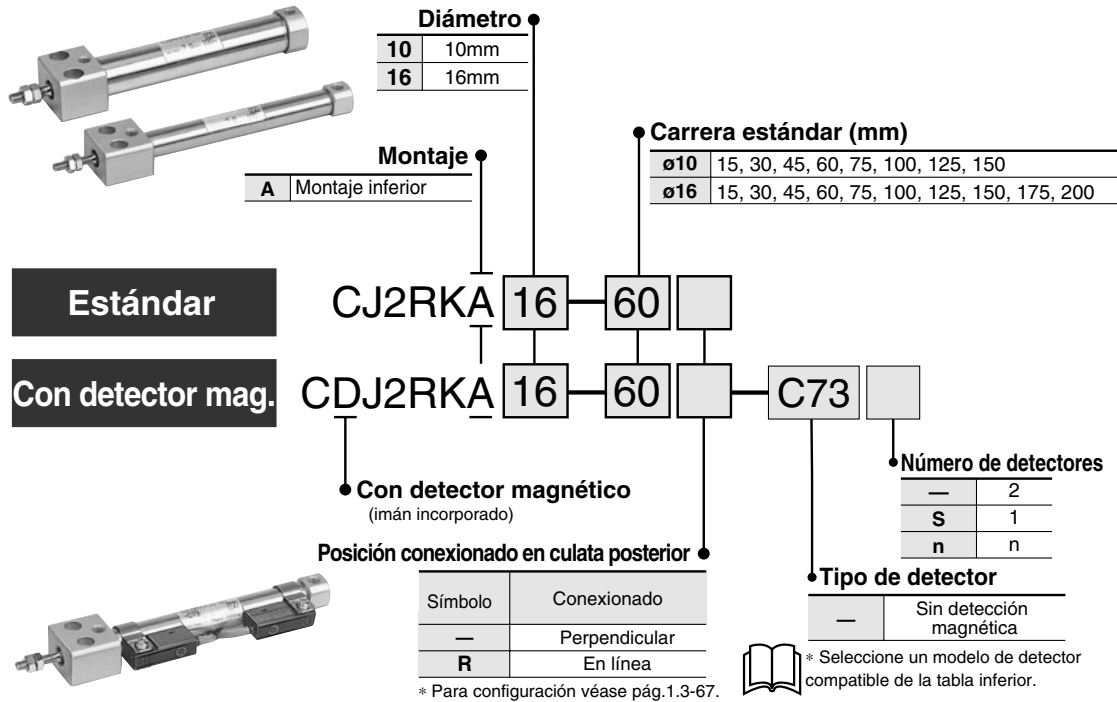 Diámetro
10 10mm
16 16mm
Carrera estándar (mm)
ø10 15, 30, 45, 60, 75, 100, 125, 150
ø16 15, 30, 45, 60, 75, 100, 125, 150, 175, 200
Montaje
A Montaje inferior
Estándar CJ2RKA 16 — 60
Con detector mag. CDJ2RKA 16 — 60 — C73
Con detector magnético
(imán incorporado)
Número de detectores
— 2
S 1
n n
Posición conexionado en culata posterior
Símbolo Conexionado
— Perpendicular
R En línea
* Para configuración véase pág.1.3-67.
Tipo de detector
— Sin detección
magnética
* Seleccione un modelo de detector
compatible de la tabla inferior.